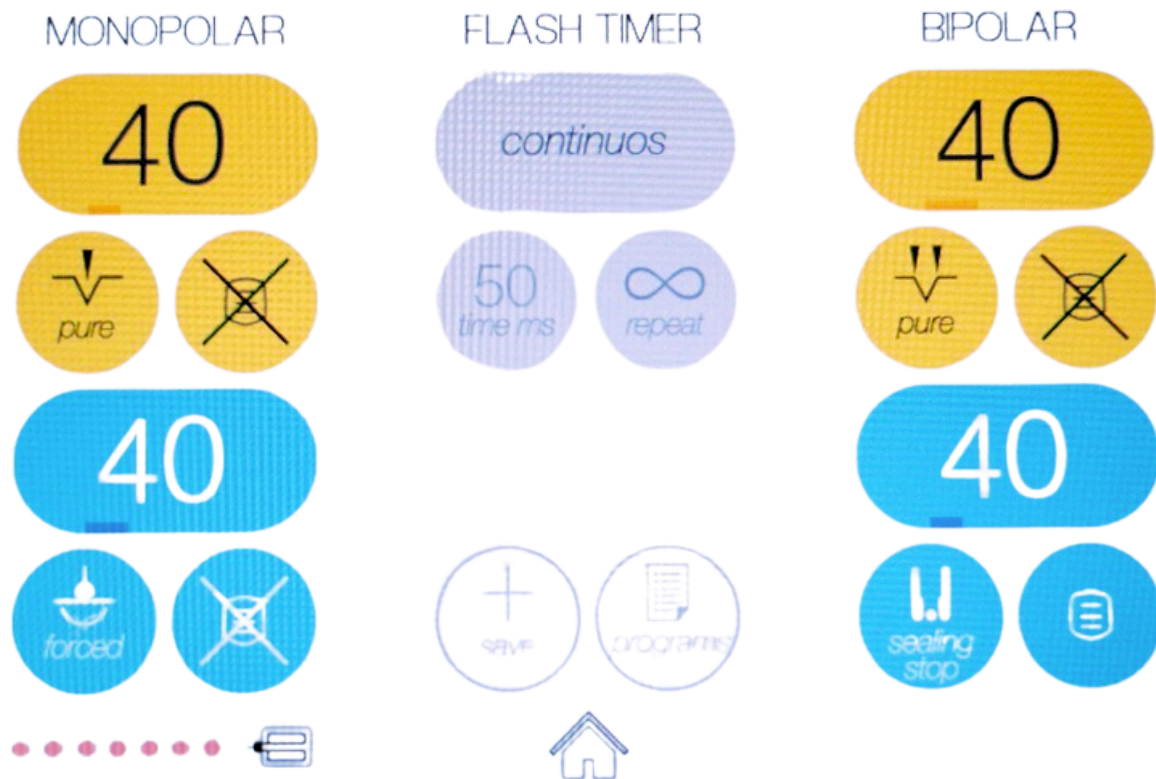 MONOPOLAR
FLASH TIMER
BIPOLAR
40
continuos
40
pure
50
time ms
repeat
pure
40
40
forced
save
programs
sealing
stop